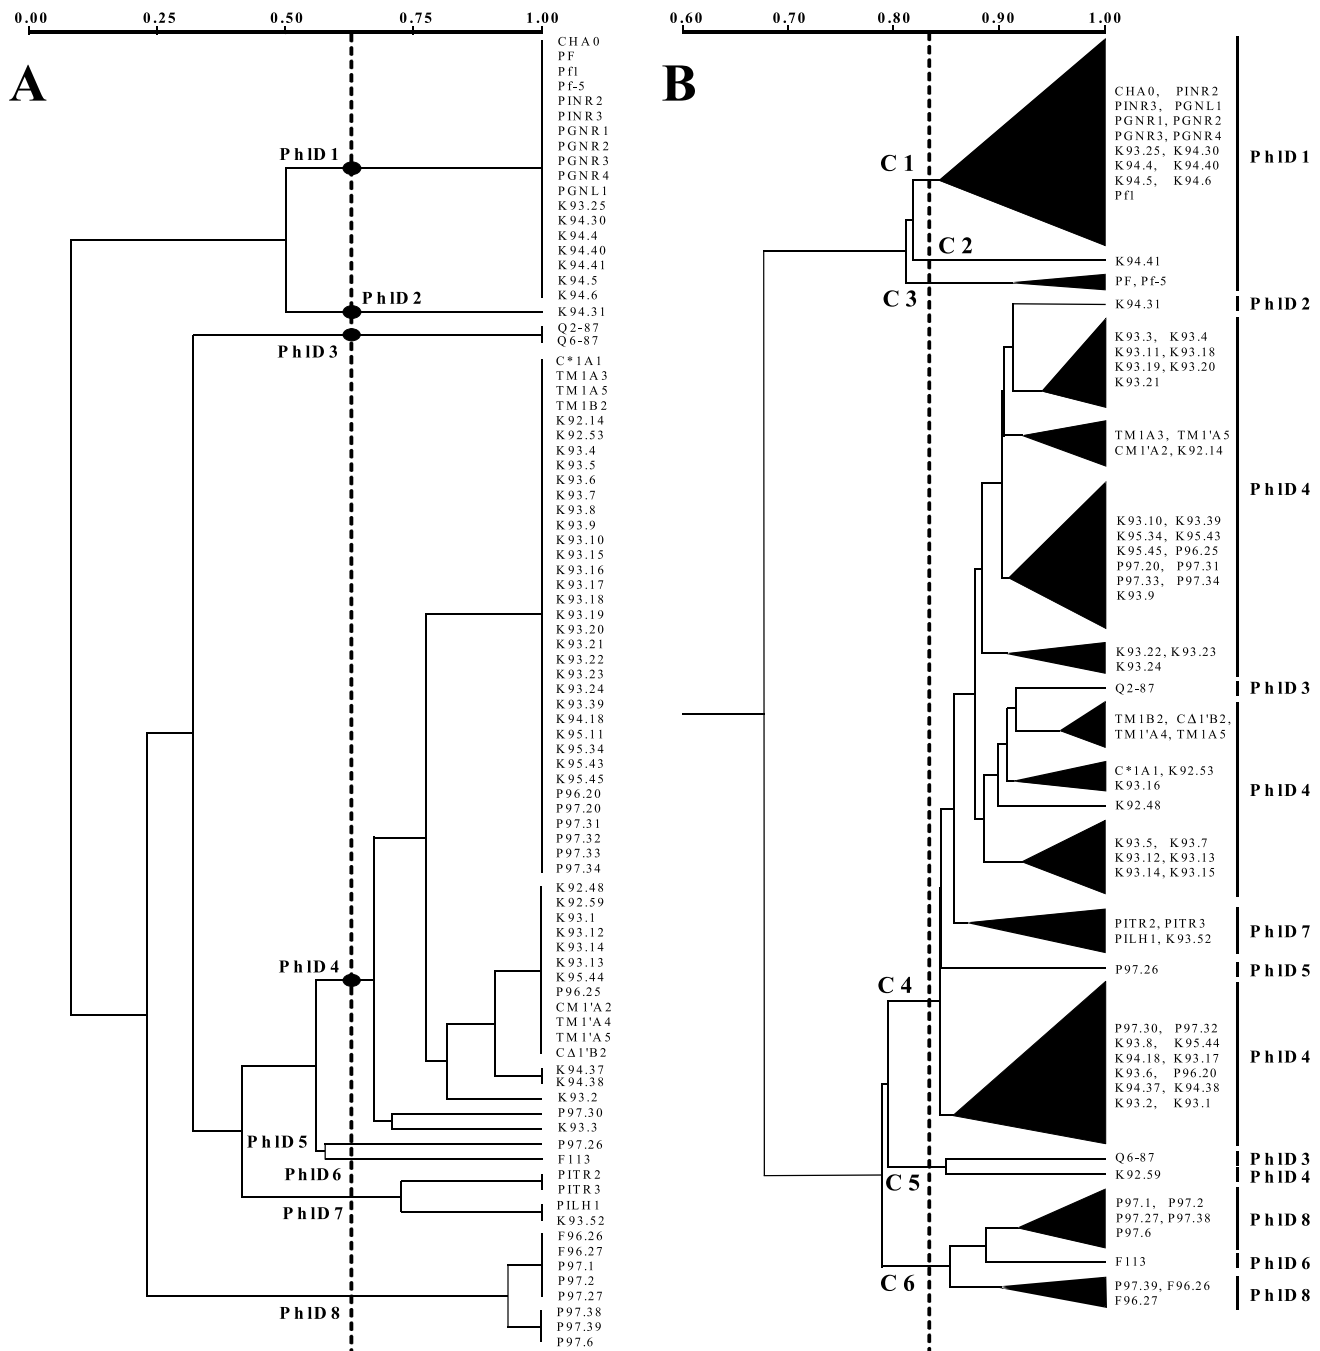 0.00 0.25 0.50 0.75 1.00
A
CHA0
PF
Pf1
Pf-5
PINR2
PINR3
PGNR1
PGNR2
PGNR3
PGNR4
PGNL1
K93.25
K94.30
K94.4
K94.40
K94.41
K94.5
K94.6
K94.31
Q2-87
Q6-87
C*1A1
TM1A3
TM1A5
TM1B2
K92.14
K92.53
K93.4
K93.5
K93.6
K93.7
K93.8
K93.9
K93.10
K93.15
K93.16
K93.17
K93.18
K93.19
K93.20
K93.21
K93.22
K93.23
K93.24
K93.39
K94.18
K95.11
K95.34
K95.43
K95.45
P96.20
P97.20
P97.31
P97.32
P97.33
P97.34
K92.48
K92.59
K93.1
K93.12
K93.14
K93.13
K95.44
P96.25
CM1'A2
TM1'A4
TM1'A5
CΔ1'B2
K94.37
K94.38
K93.2
P97.30
K93.3
P97.26
F113
PITR2
PITR3
PILH1
K93.52
F96.26
F96.27
P97.1
P97.2
P97.27
P97.38
P97.39
P97.6
PhlD1
PhlD2
PhlD3
PhlD4
PhlD5
PhlD6
PhlD7
PhlD8
0.60 0.70 0.80 0.90 1.00
B
C1
C2
C3
C4
C5
C6
CHA0, PINR2
PINR3, PGNL1
PGNR1, PGNR2
PGNR3, PGNR4
K93.25, K94.30
K94.4, K94.40
K94.5, K94.6
Pf1
K94.41
PF, Pf-5
K94.31
K93.3, K93.4
K93.11, K93.18
K93.19, K93.20
K93.21
TM1A3, TM1'A5
CM1'A2, K92.14
K93.10, K93.39
K95.34, K95.43
K95.45, P96.25
P97.20, P97.31
P97.33, P97.34
K93.9
K93.22, K93.23
K93.24
Q2-87
TM1B2, CΔ1'B2,
TM1'A4, TM1A5
C*1A1, K92.53
K93.16
K92.48
K93.5, K93.7
K93.12, K93.13
K93.14, K93.15
PITR2, PITR3
PILH1, K93.52
P97.26
P97.30, P97.32
K93.8, K95.44
K94.18, K93.17
K93.6, P96.20
K94.37, K94.38
K93.2, K93.1
Q6-87
K92.59
P97.1, P97.2
P97.27, P97.38
P97.6
F113
P97.39, F96.26
F96.27
PhlD1
PhlD2
PhlD4
PhlD3
PhlD4
PhlD7
PhlD5
PhlD4
PhlD3
PhlD4
PhlD8
PhlD6
PhlD8